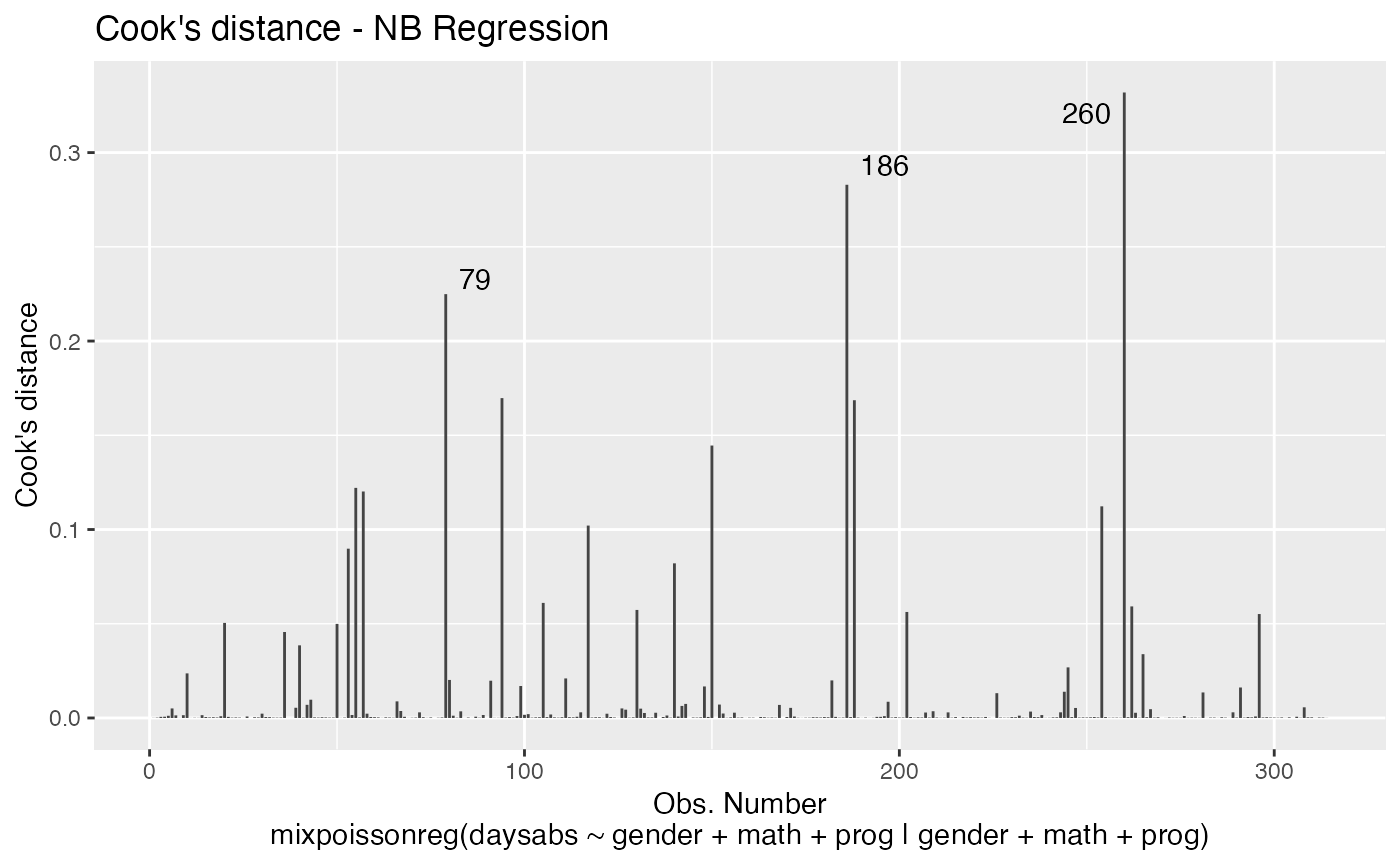 Cook's distance - NB Regression
260
0.3
186
79
0.2
Cook's distance
0.1
0.0
0 100 200 300
Obs. Number
mixpoissonreg(daysabs ~ gender + math + prog | gender + math + prog)